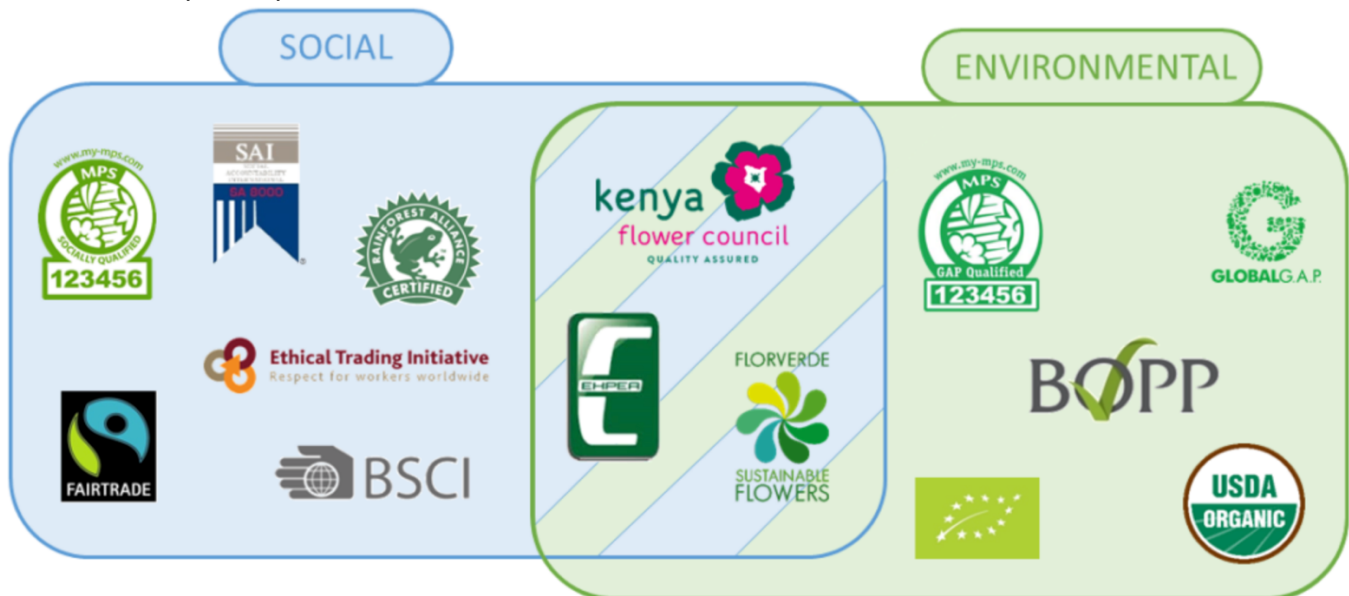 SOCIAL
ENVIRONMENTAL
www.my-mps.com
MPS
SOCIALLY QUALIFIED
123456
SAI
SA 8000
RAINFOREST ALLIANCE
CERTIFIED
Ethical Trading Initiative
Respect for workers worldwide
FAIRTRADE
BSCI
kenya
flower council
QUALITY ASSURED
EHPEA
FLORVERDE
SUSTAINABLE
FLOWERS
www.my-mps.com
MPS
GAP Qualified
123456
GLOBALG.A.P.
BOPP
USDA
ORGANIC